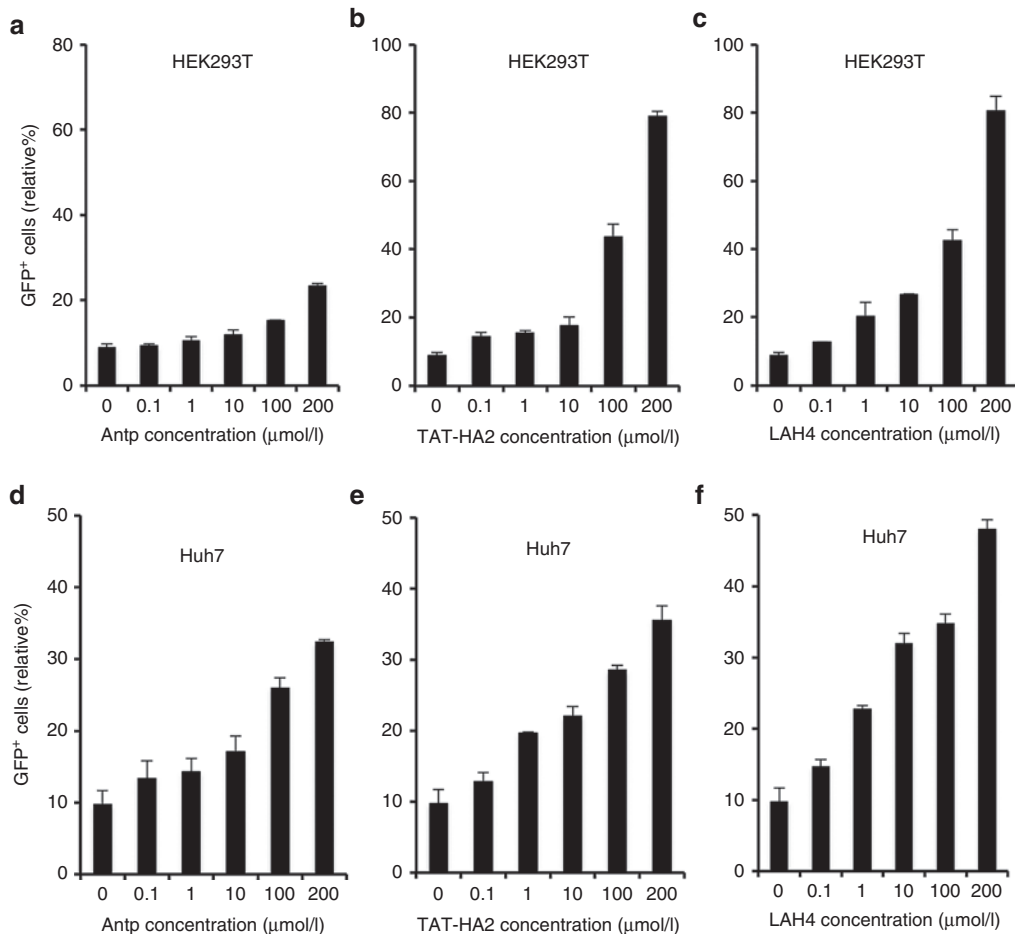 a
80
60
40
20
0
GFP⁺ cells (relative%)
HEK293T
0 0.1 1 10 100 200
Antp concentration (μmol/l)
b
100
80
60
40
20
0
HEK293T
0 0.1 1 10 100 200
TAT-HA2 concentration (μmol/l)
c
100
80
60
40
20
0
HEK293T
0 0.1 1 10 100 200
LAH4 concentration (μmol/l)
d
50
40
30
20
10
0
GFP⁺ cells (relative%)
Huh7
0 0.1 1 10 100 200
Antp concentration (μmol/l)
e
50
40
30
20
10
0
Huh7
0 0.1 1 10 100 200
TAT-HA2 concentration (μmol/l)
f
50
40
30
20
10
0
Huh7
0 0.1 1 10 100 200
LAH4 concentration (μmol/l)